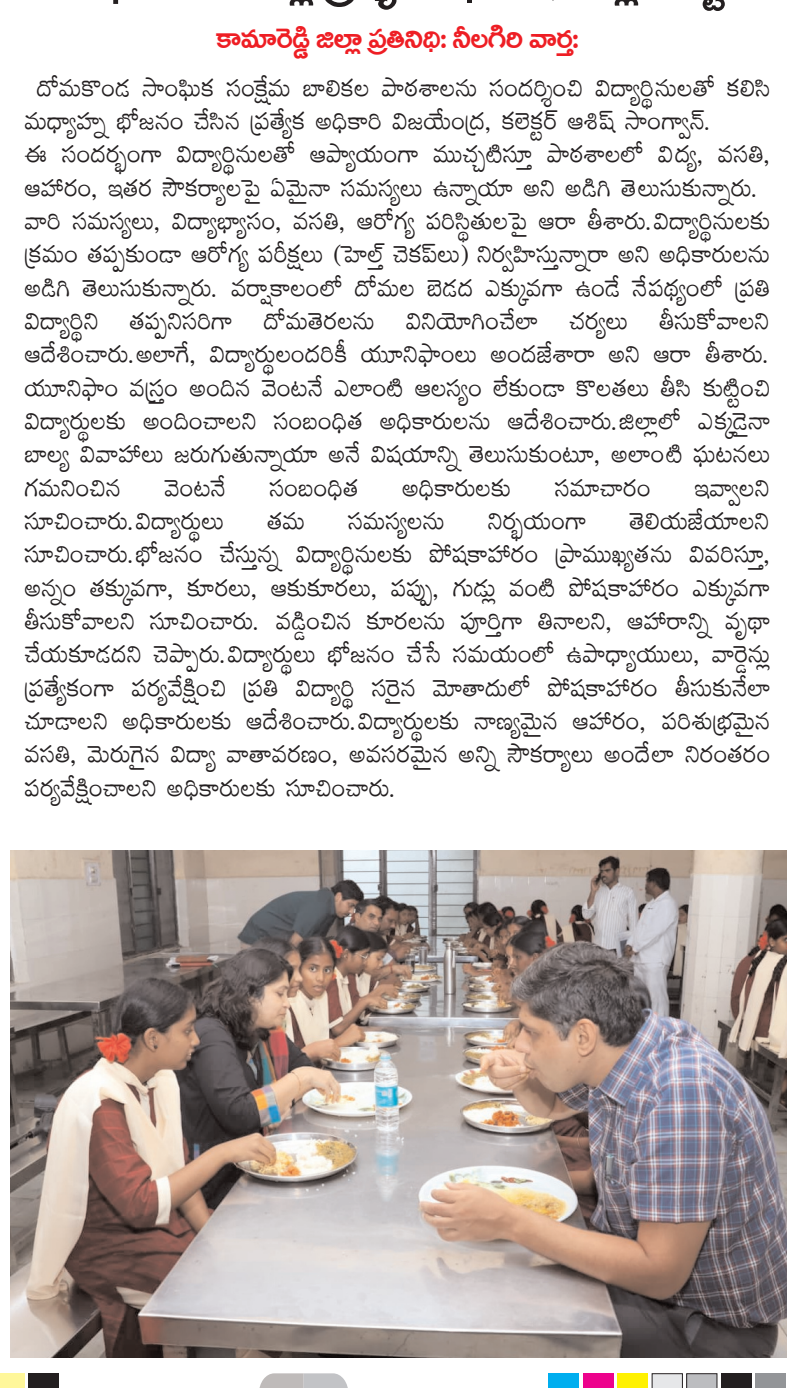 కామారెడ్డి జిల్లా ప్రతినిధి: నీలగిరి వార్త:
దోమకొండ సాంఘిక సంక్షేమ బాలికల పాఠశాలను సందర్శించి విద్యార్థినులతో కలిసి
మధ్యాహ్న భోజనం చేసిన ప్రత్యేక అధికారి విజయేంద్ర, కలెక్టర్ ఆశిష్ సాంగ్వాన్.
ఈ సందర్భంగా విద్యార్థినులతో ఆప్యాయంగా ముచ్చటిస్తూ పాఠశాలలో విద్య, వసతి,
ఆహారం, ఇతర సౌకర్యాలపై ఏమైనా సమస్యలు ఉన్నాయా అని అడిగి తెలుసుకున్నారు.
వారి సమస్యలు, విద్యాభ్యాసం, వసతి, ఆరోగ్య పరిస్థితులపై ఆరా తీశారు.విద్యార్థినులకు
క్రమం తప్పకుండా ఆరోగ్య పరీక్షలు (హెల్త్ చెకప్‌లు) నిర్వహిస్తున్నారా అని అధికారులను
అడిగి తెలుసుకున్నారు. వర్షాకాలంలో దోమల బెడద ఎక్కువగా ఉండే నేపథ్యంలో ప్రతి
విద్యార్థిని తప్పనిసరిగా దోమతెరలను వినియోగించేలా చర్యలు తీసుకోవాలని
ఆదేశించారు.అలాగే, విద్యార్థులందరికీ యూనిఫాంలు అందజేశారా అని ఆరా తీశారు.
యూనిఫాం వస్త్రం అందిన వెంటనే ఎలాంటి ఆలస్యం లేకుండా కొలతలు తీసి కుట్టించి
విద్యార్థులకు అందించాలని సంబంధిత అధికారులను ఆదేశించారు.జిల్లాలో ఎక్కడైనా
బాల్య వివాహాలు జరుగుతున్నాయా అనే విషయాన్ని తెలుసుకుంటూ, అలాంటి ఘటనలు
గమనించిన వెంటనే సంబంధిత అధికారులకు సమాచారం ఇవ్వాలని
సూచించారు.విద్యార్థులు తమ సమస్యలను నిర్భయంగా తెలియజేయాలని
సూచించారు.భోజనం చేస్తున్న విద్యార్థినులకు పోషకాహారం ప్రాముఖ్యతను వివరిస్తూ,
అన్నం తక్కువగా, కూరలు, ఆకుకూరలు, పప్పు, గుడ్లు వంటి పోషకాహారం ఎక్కువగా
తీసుకోవాలని సూచించారు. వడ్డించిన కూరలను పూర్తిగా తినాలని, ఆహారాన్ని వృథా
చేయకూడదని చెప్పారు.విద్యార్థులు భోజనం చేసే సమయంలో ఉపాధ్యాయులు, వార్డెన్లు
ప్రత్యేకంగా పర్యవేక్షించి ప్రతి విద్యార్థి సరైన మోతాదులో పోషకాహారం తీసుకునేలా
చూడాలని అధికారులకు ఆదేశించారు.విద్యార్థులకు నాణ్యమైన ఆహారం, పరిశుభ్రమైన
వసతి, మెరుగైన విద్యా వాతావరణం, అవసరమైన అన్ని సౌకర్యాలు అందేలా నిరంతరం
పర్యవేక్షించాలని అధికారులకు సూచించారు.